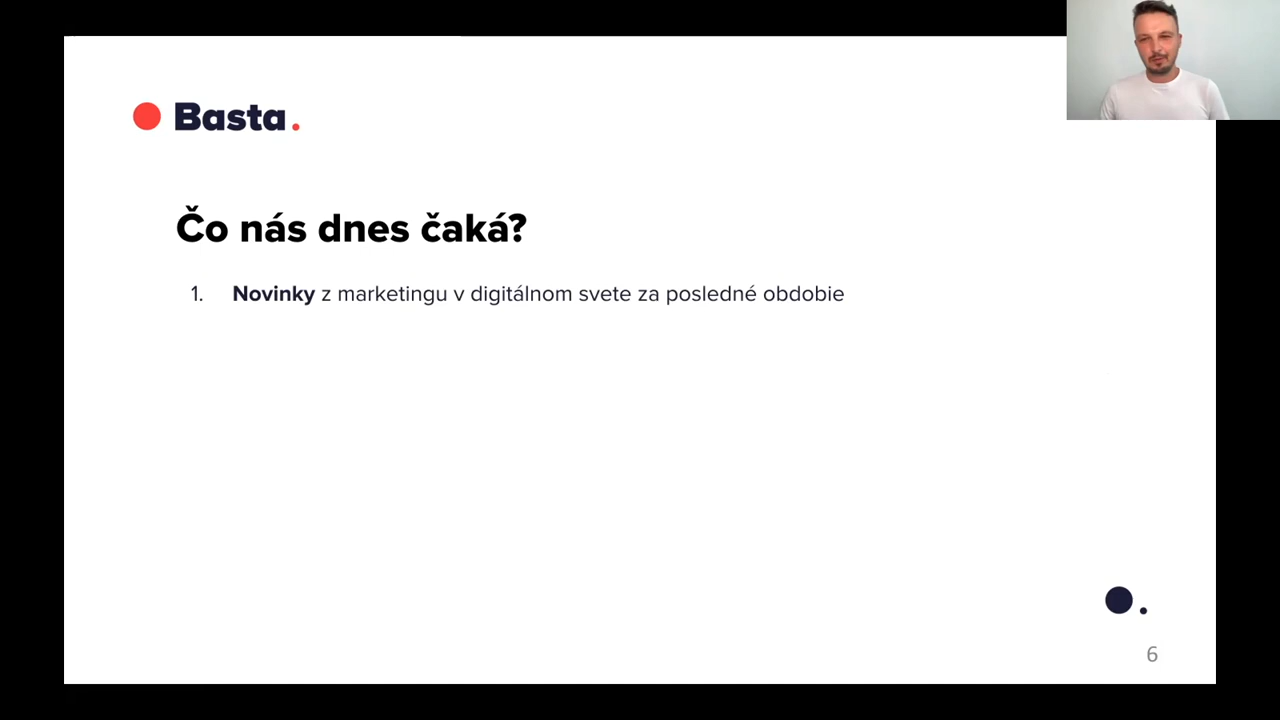 Basta.
Čo nás dnes čaká?
1. Novinky z marketingu v digitálnom svete za posledné obdobie
6